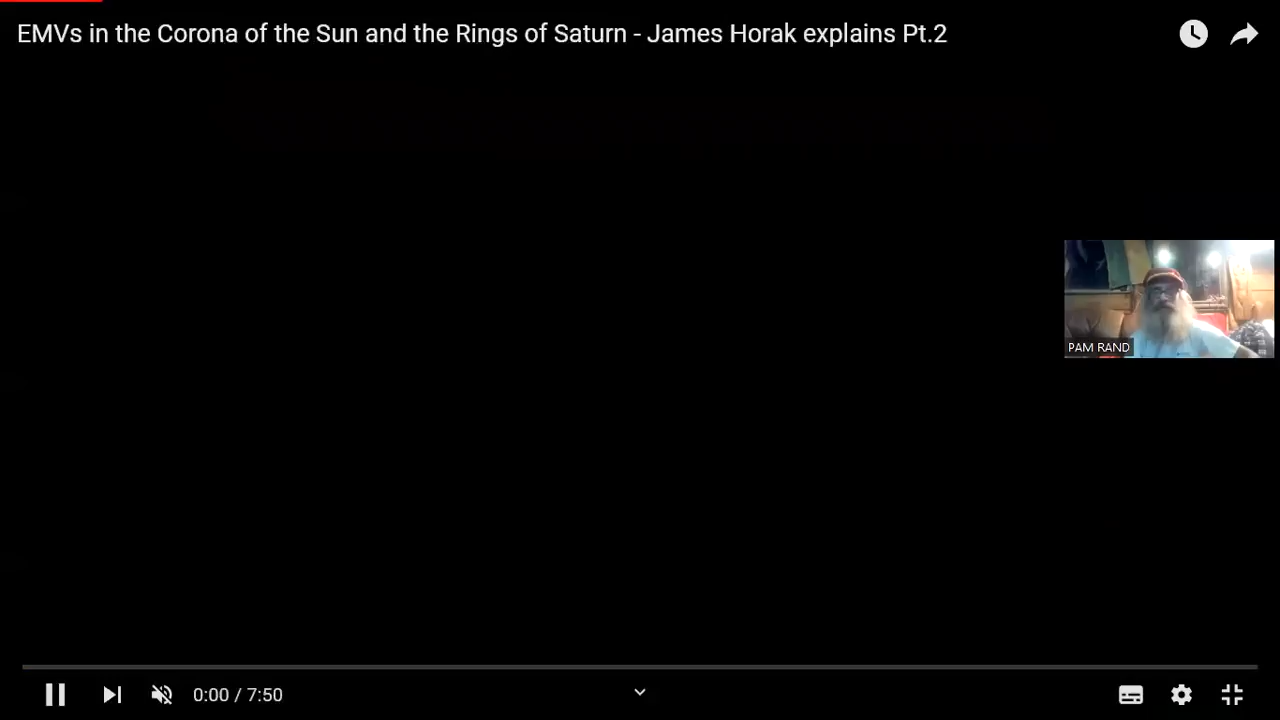 EMVs in the Corona of the Sun and the Rings of Saturn - James Horak explains Pt.2
PAM RAND
0:00 / 7:50